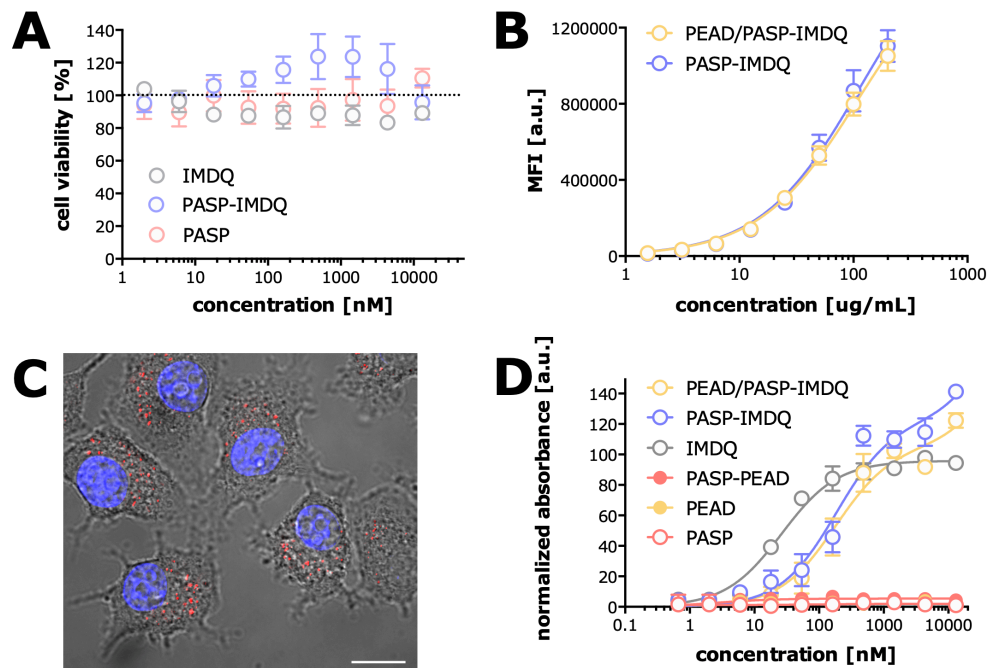 A
cell viability [%]
140
120
100
80
60
40
20
0
IMDQ
PASP-IMDQ
PASP
1
10
100
1000
10000
concentration [nM]
B
MFI [a.u.]
1200000
800000
400000
0
PEAD/PASP-IMDQ
PASP-IMDQ
1
10
100
1000
concentration [ug/mL]
C
D
normalized absorbance [a.u.]
140
120
100
80
60
40
20
0
PEAD/PASP-IMDQ
PASP-IMDQ
IMDQ
PASP-PEAD
PEAD
PASP
0.1
1
10
100
1000
10000
concentration [nM]